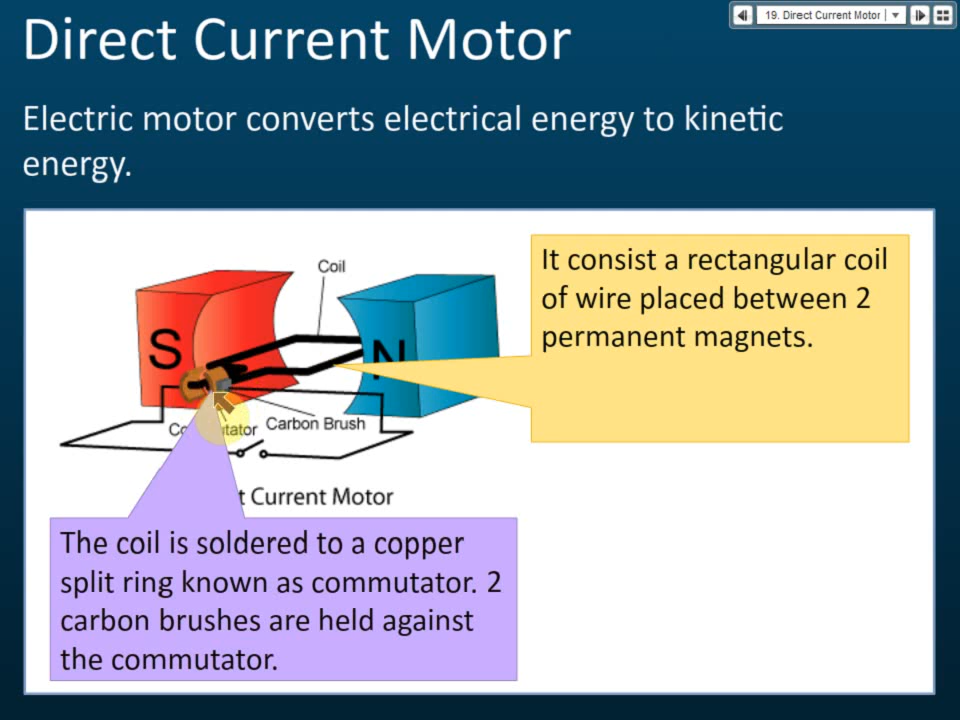 Direct Current Motor
19. Direct Current Motor
Electric motor converts electrical energy to kinetic
energy.
Coil
S
N
It consist a rectangular coil
of wire placed between 2
permanent magnets.
Carbon Brush
t Current Motor
The coil is soldered to a copper
split ring known as commutator. 2
carbon brushes are held against
the commutator.